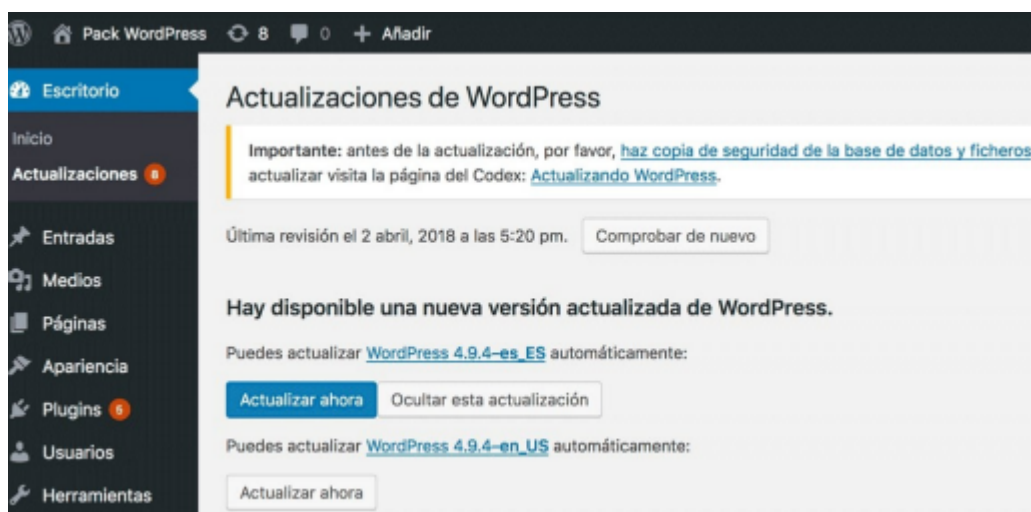 Pack WordPress 8 0 + Añadir
Escritorio
Inicio
Actualizaciones 8
Entradas
Medios
Páginas
Apariencia
Plugins 6
Usuarios
Herramientas
Actualizaciones de WordPress
Importante: antes de la actualización, por favor, haz copia de seguridad de la base de datos y ficheros
actualizar visita la página del Codex: Actualizando WordPress.
Última revisión el 2 abril, 2018 a las 5:20 pm. Comprobar de nuevo
Hay disponible una nueva versión actualizada de WordPress.
Puedes actualizar WordPress 4.9.4–es_ES automáticamente:
Actualizar ahora Ocultar esta actualización
Puedes actualizar WordPress 4.9.4–en_US automáticamente:
Actualizar ahora